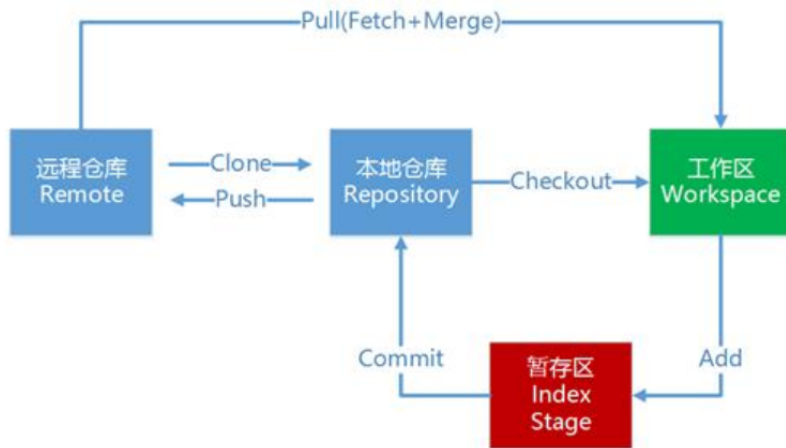 Pull(Fetch+Merge)
远程仓库
Remote
Clone
Push
本地仓库
Repository
Checkout
工作区
Workspace
Commit
暂存区
Index
Stage
Add